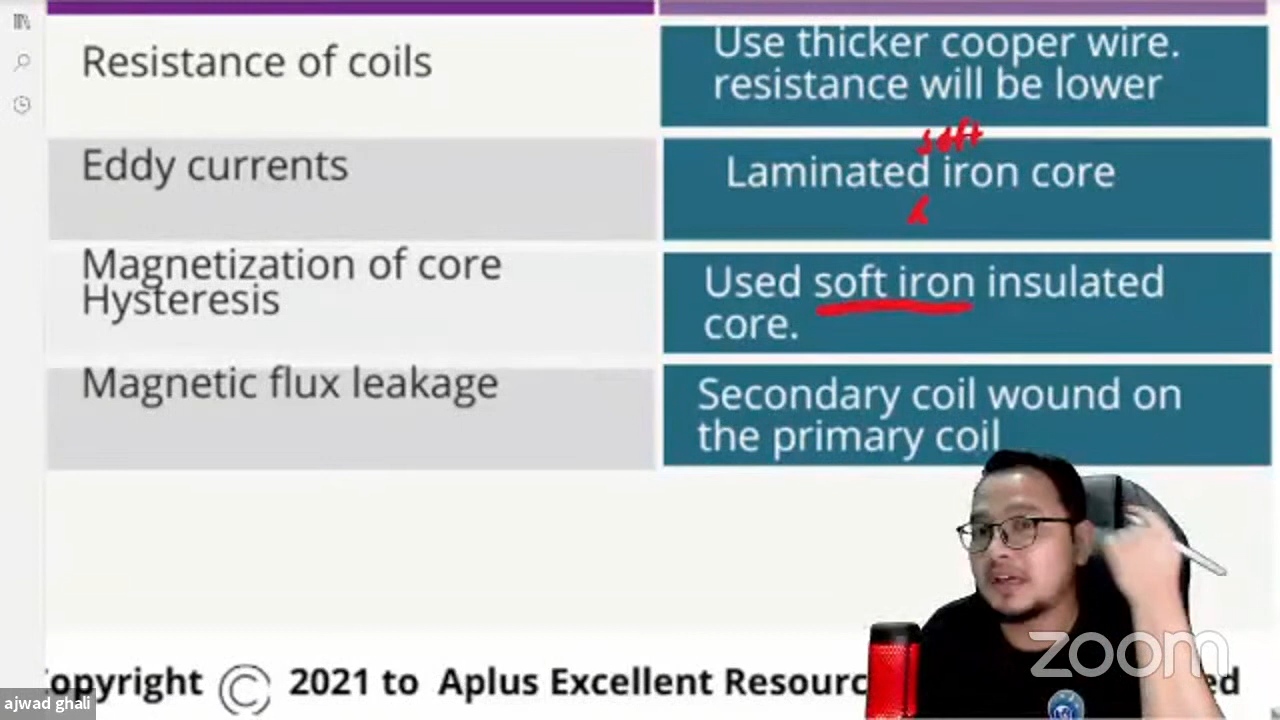 Resistance of coils
Use thicker cooper wire.
resistance will be lower
Eddy currents
soft
Laminated iron core
Magnetization of core
Hysteresis
Used soft iron insulated
core.
Magnetic flux leakage
Secondary coil wound on
the primary coil
zoom
opyright © 2021 to Aplus Excellent Resourc ed
ajwad ghali